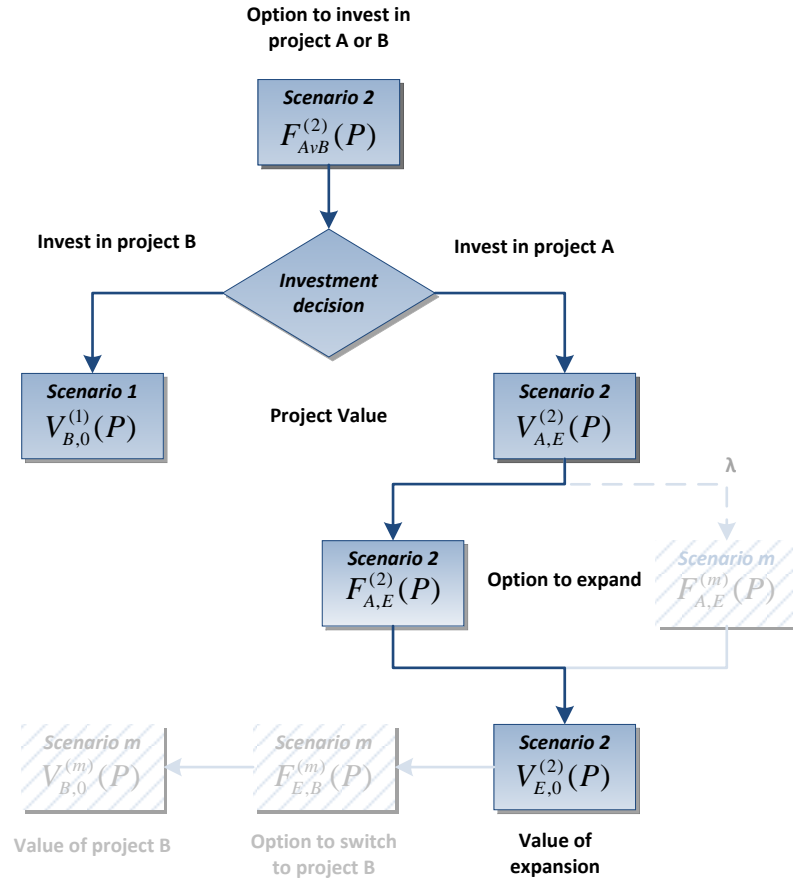 Option to invest in
project A or B
Scenario 2
F_{AvB}^{(2)}(P)
Invest in project B
Invest in project A
Investment
decision
Scenario 1
V_{B,0}^{(1)}(P)
Project Value
Scenario 2
V_{A,E}^{(2)}(P)
λ
Scenario 2
F_{A,E}^{(2)}(P)
Option to expand
Scenario m
F_{A,E}^{(m)}(P)
Scenario m
V_{B,0}^{(m)}(P)
Scenario m
F_{E,B}^{(m)}(P)
Scenario 2
V_{E,0}^{(2)}(P)
Value of project B
Option to switch
to project B
Value of
expansion